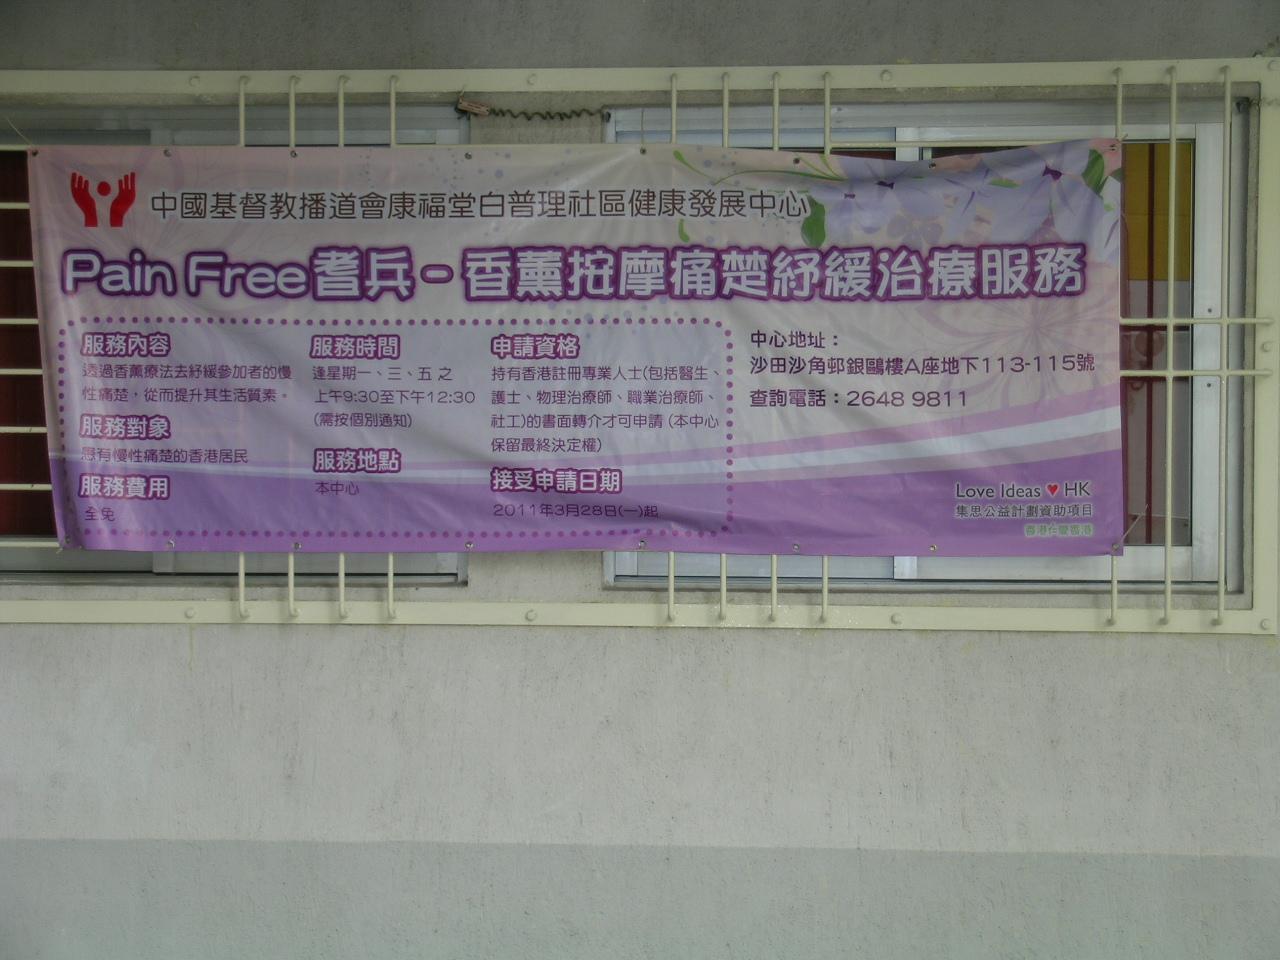 中國基督教播道會康福堂白普理社區健康發展中心
Pain Free耆兵-香薰按摩痛楚紓緩治療服務
服務內容
透過香薰療法去紓緩參加者的慢
性痛楚，從而提升其生活質素。
服務對象
患有慢性痛楚的香港居民
服務費用
全免
服務時間
逢星期一、三、五 之
上午9:30至下午12:30
(需按個別通知)
服務地點
本中心
申請資格
持有香港註冊專業人士(包括醫生、
護士、物理治療師、職業治療師、
社工)的書面轉介才可申請 (本中心
保留最終決定權)
接受申請日期
2011年3月28日(一)起
中心地址：
沙田沙角邨銀鷗樓A座地下113-115號
查詢電話：2648 9811
Love Ideas ♥ HK
集思公益計劃資助項目